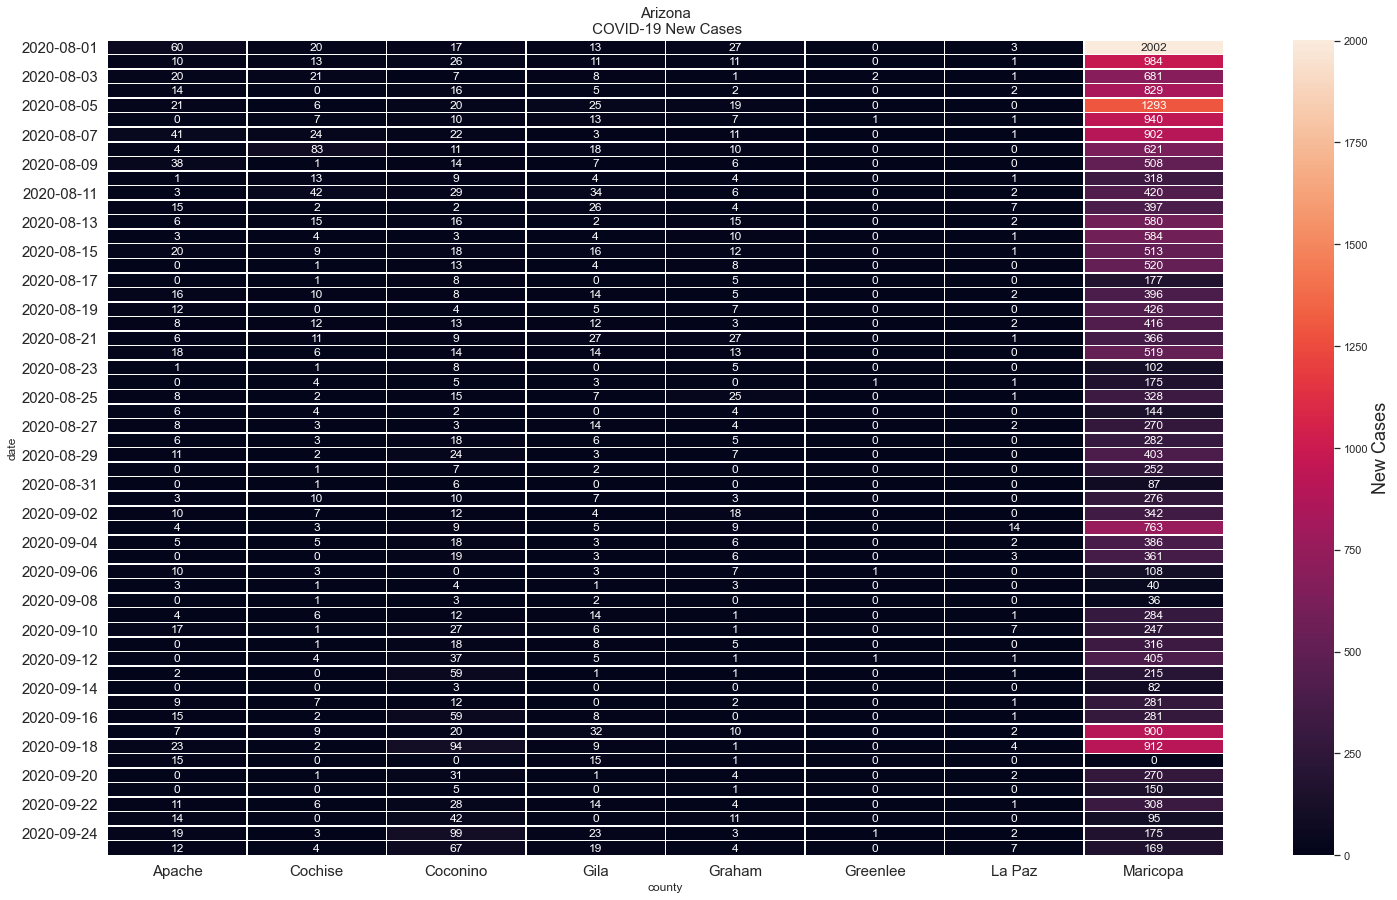 Arizona
COVID-19 New Cases
2020-08-01 60 20 17 13 27 0 3 2002
10 13 26 11 11 0 1 984
2020-08-03 20 21 7 8 1 2 1 681
14 0 16 5 2 0 2 829
2020-08-05 21 6 20 25 19 0 0 1293
0 7 10 13 7 1 1 940
2020-08-07 41 24 22 3 11 0 1 902
4 83 11 18 10 0 0 621
2020-08-09 38 1 14 7 6 0 0 508
1 13 9 4 4 0 1 318
2020-08-11 3 42 29 34 6 0 2 420
15 2 2 26 4 0 7 397
2020-08-13 6 15 16 2 15 0 2 580
3 4 3 4 10 0 1 584
2020-08-15 20 9 18 16 12 0 1 513
0 1 13 4 8 0 0 520
2020-08-17 0 1 8 0 5 0 0 177
16 10 8 14 5 0 2 396
2020-08-19 12 0 4 5 7 0 0 426
8 12 13 12 3 0 2 416
2020-08-21 6 11 9 27 27 0 1 366
18 6 14 14 13 0 0 519
2020-08-23 1 1 8 0 5 0 0 102
0 4 5 3 0 1 1 175
2020-08-25 8 2 15 7 25 0 1 328
6 4 2 0 4 0 0 144
2020-08-27 8 3 3 14 4 0 2 270
6 3 18 6 5 0 0 282
2020-08-29 11 2 24 3 7 0 0 403
0 1 7 2 0 0 0 252
2020-08-31 0 1 6 0 0 0 0 87
3 10 10 7 3 0 0 276
2020-09-02 10 7 12 4 18 0 0 342
4 3 9 5 9 0 14 763
2020-09-04 5 5 18 3 6 0 2 386
0 0 19 3 6 0 3 361
2020-09-06 10 3 0 3 7 1 0 108
3 1 4 1 3 0 0 40
2020-09-08 0 1 3 2 0 0 0 36
4 6 12 14 1 0 1 284
2020-09-10 17 1 27 6 1 0 7 247
0 1 18 8 5 0 0 316
2020-09-12 0 4 37 5 1 1 1 405
2 0 59 1 1 0 1 215
2020-09-14 0 0 3 0 0 0 0 82
9 7 12 0 2 0 1 281
2020-09-16 15 2 59 8 0 0 1 281
7 9 20 32 10 0 2 900
2020-09-18 23 2 94 9 1 0 4 912
15 0 0 15 1 0 0 0
2020-09-20 0 1 31 1 4 0 2 270
0 0 5 0 1 0 0 150
2020-09-22 11 6 28 14 4 0 1 308
14 0 42 0 11 0 0 95
2020-09-24 19 3 99 23 3 1 2 175
12 4 67 19 4 0 7 169
Apache Cochise Coconino Gila Graham Greenlee La Paz Maricopa
county
date
2000
1750
1500
1250
1000
750
500
250
0
New Cases